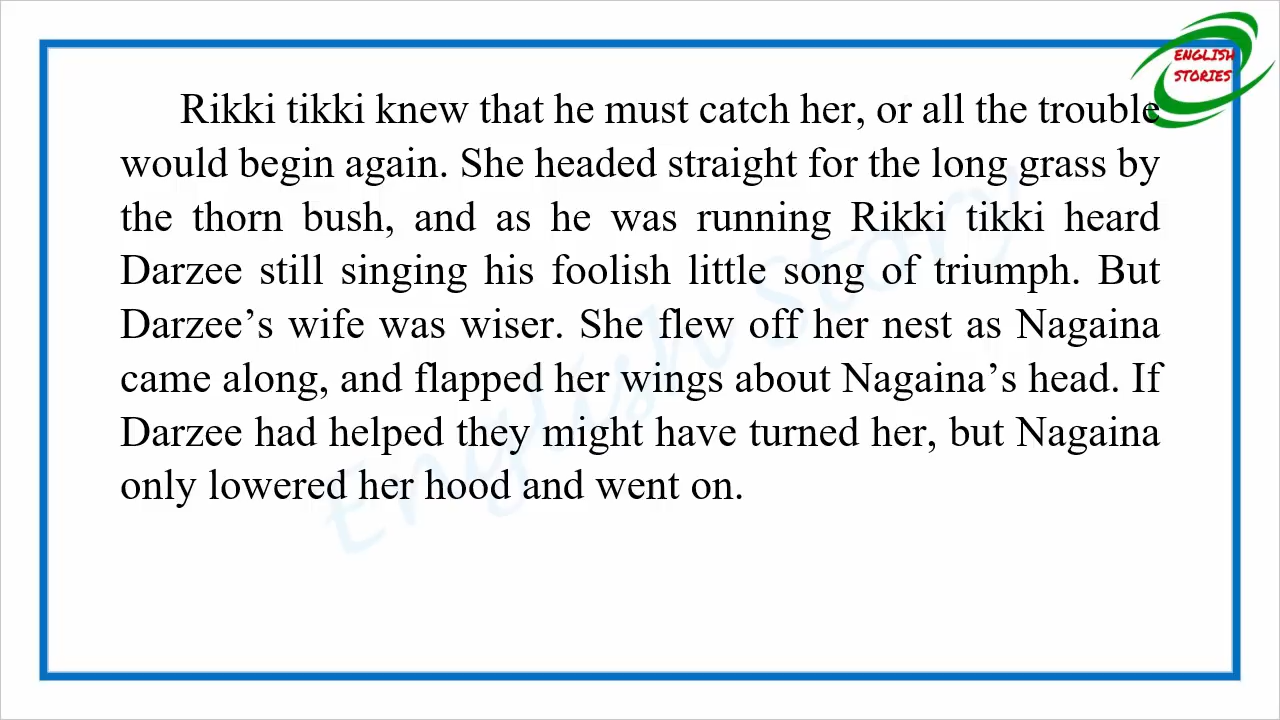 ENGLISH
STORIES
Rikki tikki knew that he must catch her, or all the trouble
would begin again. She headed straight for the long grass by
the thorn bush, and as he was running Rikki tikki heard
Darzee still singing his foolish little song of triumph. But
Darzee’s wife was wiser. She flew off her nest as Nagaina
came along, and flapped her wings about Nagaina’s head. If
Darzee had helped they might have turned her, but Nagaina
only lowered her hood and went on.
English Story